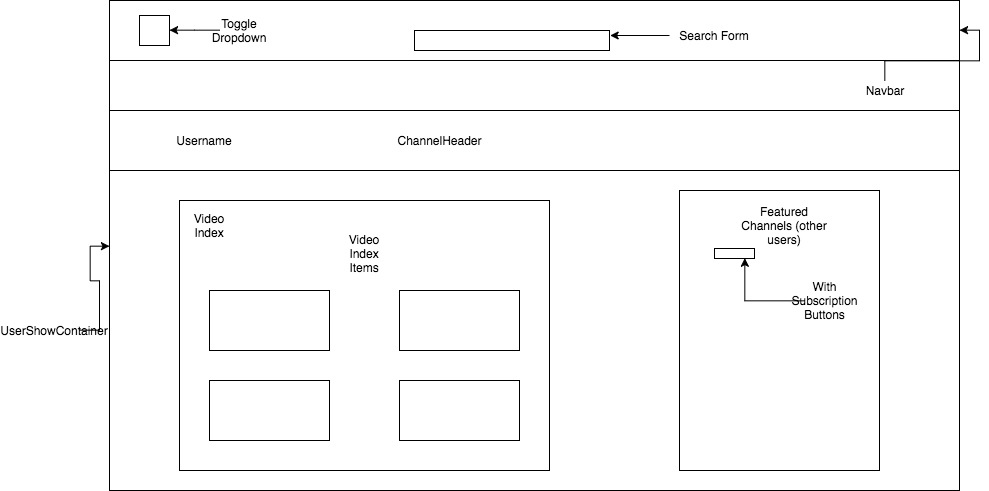 Toggle
Dropdown
Search Form
Navbar
Username
ChannelHeader
Video
Index
Video
Index
Items
Featured
Channels (other
users)
With
Subscription
Buttons
UserShowContainer